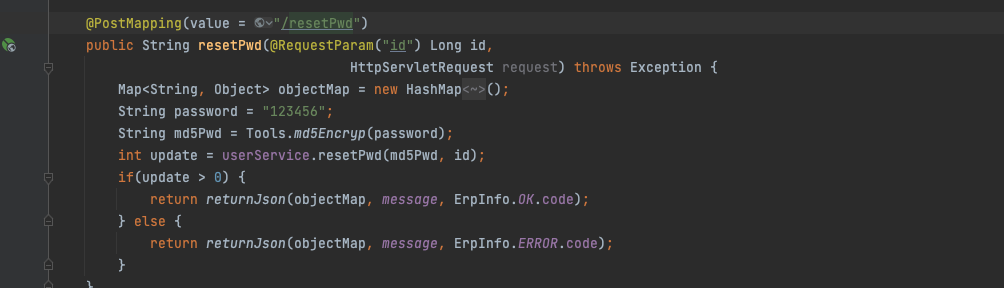 @PostMapping(value = "/resetPwd")
public String resetPwd(@RequestParam("id") Long id,
HttpServletRequest request) throws Exception {
Map<String, Object> objectMap = new HashMap<~>();
String password = "123456";
String md5Pwd = Tools.md5Encryp(password);
int update = userService.resetPwd(md5Pwd, id);
if(update > 0) {
return returnJson(objectMap, message, ErpInfo.OK.code);
} else {
return returnJson(objectMap, message, ErpInfo.ERROR.code);
}
}